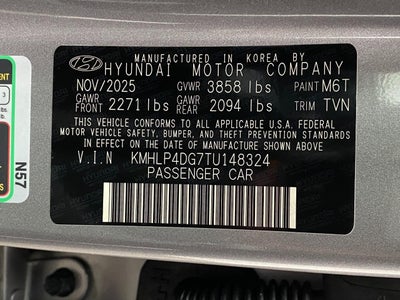 MANUFACTURED IN KOREA BY
HYUNDAI MOTOR COMPANY
NOV/2025 GVWR 3858 lbs PAINT M6T
GAWR FRONT 2271 lbs GAWR REAR 2094 lbs TRIM TVN
THIS VEHICLE CONFORMS TO ALL APPLICABLE U.S.A. FEDERAL
MOTOR VEHICLE SAFETY, BUMPER, AND THEFT PREVENTION STANDARDS
IN EFFECT ON THE DATE OF MANUFACTURE SHOWN ABOVE.
V.I.N KMHLP4DG7TU148324
PASSENGER CAR
N57
3